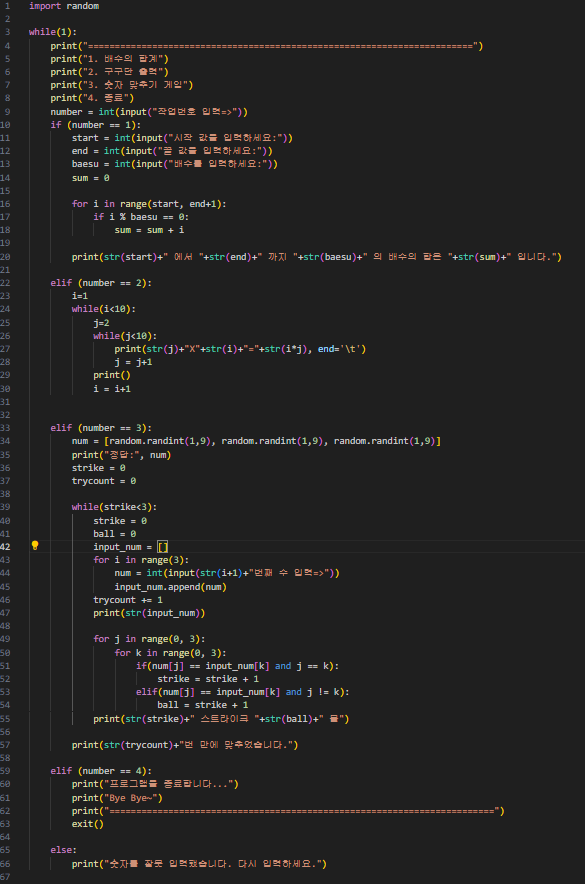 1 import random
2
3 while(1):
4     print("=========================================================================")
5     print("1. 배수의 합계")
6     print("2. 구구단 출력")
7     print("3. 숫자 맞추기 게임")
8     print("4. 종료")
9     number = int(input("작업번호 입력=>"))
10     if (number == 1):
11         start = int(input("시작 값을 입력하세요:"))
12         end = int(input("끝 값을 입력하세요:"))
13         baesu = int(input("배수를 입력하세요:"))
14         sum = 0
15
16         for i in range(start, end+1):
17             if i % baesu == 0:
18                 sum = sum + i
19
20         print(str(start)+" 에서 "+str(end)+" 까지 "+str(baesu)+" 의 배수의 합은 "+str(sum)+" 입니다.")
21
22     elif (number == 2):
23         i=1
24         while(i<10):
25             j=2
26             while(j<10):
27                 print(str(j)+"X"+str(i)+"="+str(i*j), end='\t')
28                 j = j+1
29             print()
30             i = i+1
31
32
33     elif (number == 3):
34         num = [random.randint(1,9), random.randint(1,9), random.randint(1,9)]
35         print("정답:", num)
36         strike = 0
37         trycount = 0
38
39         while(strike<3):
40             strike = 0
41             ball = 0
42             input_num = []
43             for i in range(3):
44                 num = int(input(str(i+1)+"번째 수 입력=>"))
45                 input_num.append(num)
46             trycount += 1
47             print(str(input_num))
48
49             for j in range(0, 3):
50                 for k in range(0, 3):
51                     if(num[j] == input_num[k] and j == k):
52                         strike = strike + 1
53                     elif(num[j] == input_num[k] and j != k):
54                         ball = strike + 1
55             print(str(strike)+" 스트라이크 "+str(ball)+" 볼")
56
57         print(str(trycount)+"번 만에 맞추었습니다.")
58
59     elif (number == 4):
60         print("프로그램을 종료합니다...")
61         print("Bye Bye~")
62         print("=========================================================================")
63         exit()
64
65     else:
66         print("숫자를 잘못 입력했습니다. 다시 입력하세요.")
67